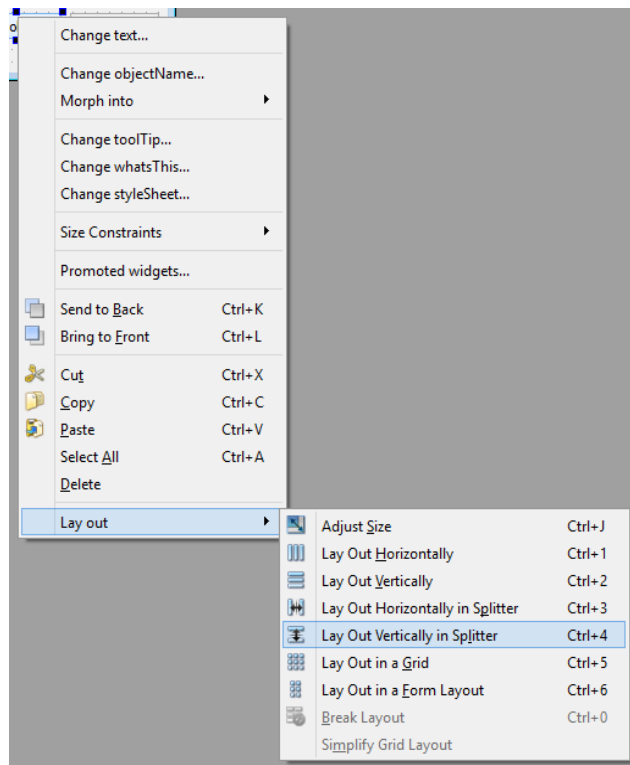 Change text...
Change objectName...
Morph into
Change toolTip...
Change whatsThis...
Change styleSheet...
Size Constraints
Promoted widgets...
Send to Back Ctrl+K
Bring to Front Ctrl+L
Cut Ctrl+X
Copy Ctrl+C
Paste Ctrl+V
Select All Ctrl+A
Delete
Lay out
Adjust Size Ctrl+J
Lay Out Horizontally Ctrl+1
Lay Out Vertically Ctrl+2
Lay Out Horizontally in Splitter Ctrl+3
Lay Out Vertically in Splitter Ctrl+4
Lay Out in a Grid Ctrl+5
Lay Out in a Form Layout Ctrl+6
Break Layout Ctrl+0
Simplify Grid Layout